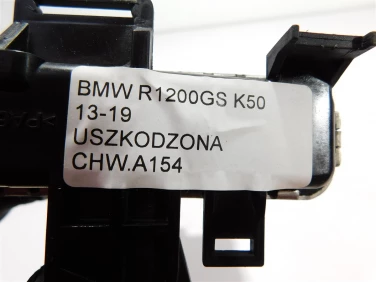 BMW R1200GS K50
13-19
USZKODZONA
CHW.A154